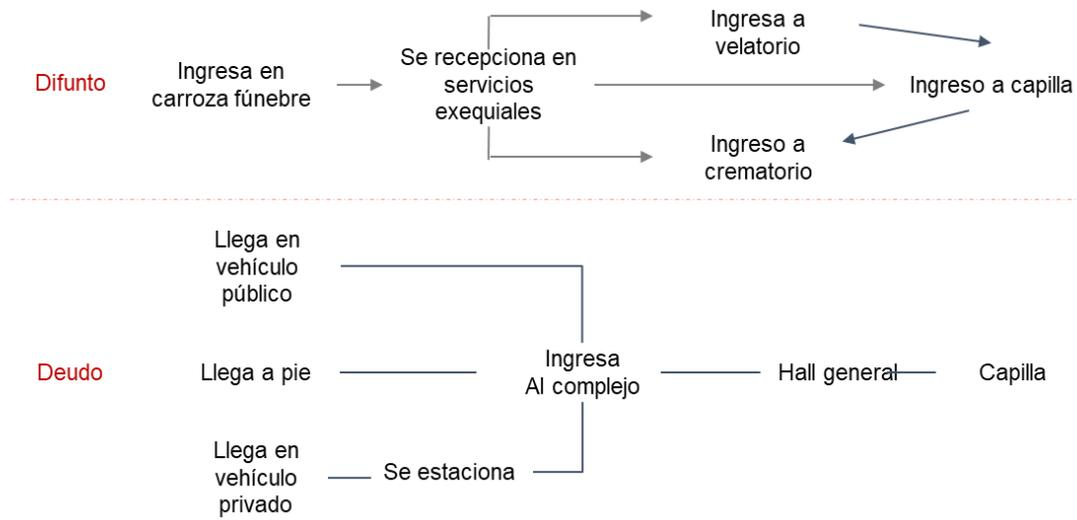 Difunto
Ingresa en
carroza fúnebre
Se recepciona en
servicios
exequiales
Ingresa a
velatorio
Ingreso a capilla
Ingreso a
crematorio
Deudo
Llega en
vehículo
público
Llega a pie
Llega en
vehículo
privado
Se estaciona
Ingresa
Al complejo
Hall general
Capilla